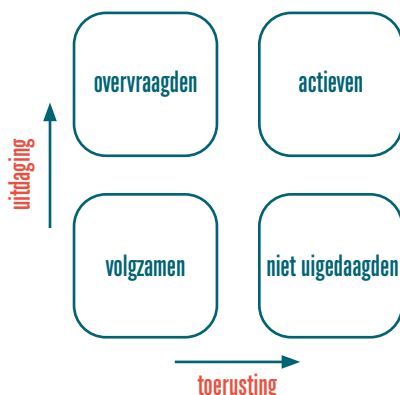 overvraagden
actieven
uitdaging
volgzamen
niet uigedaagden
toerusting